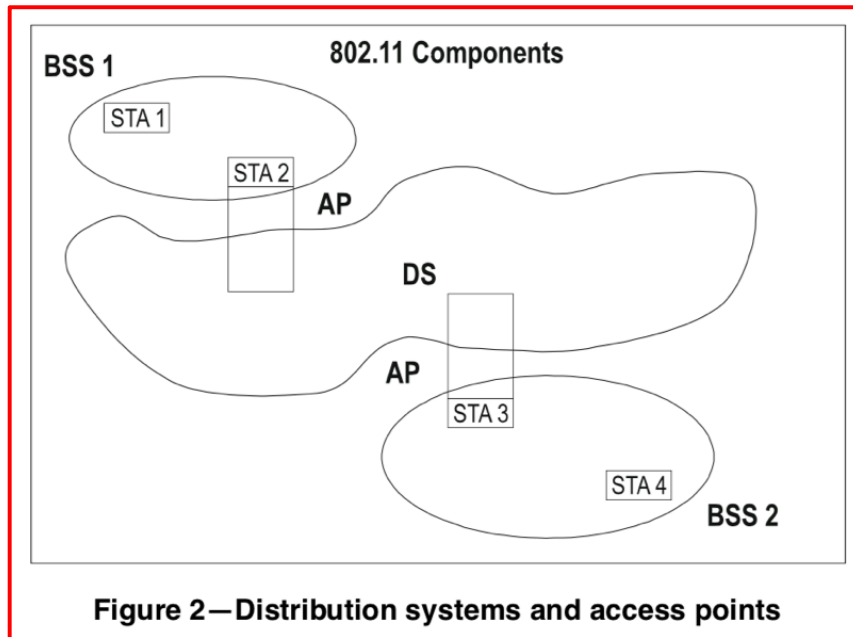 802.11 Components
BSS 1
STA 1
STA 2
AP
DS
AP
STA 3
STA 4
BSS 2
Figure 2—Distribution systems and access points